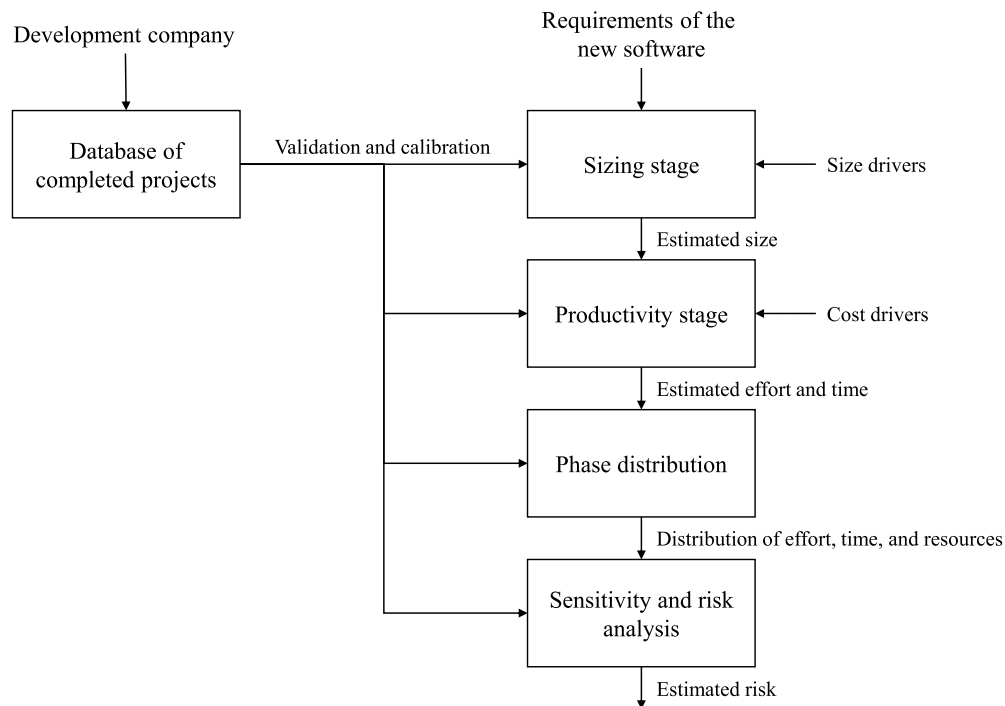 Development company
Requirements of the
new software
Database of
completed projects
Validation and calibration
Sizing stage
Size drivers
Estimated size
Productivity stage
Cost drivers
Estimated effort and time
Phase distribution
Distribution of effort, time, and resources
Sensitivity and risk
analysis
Estimated risk